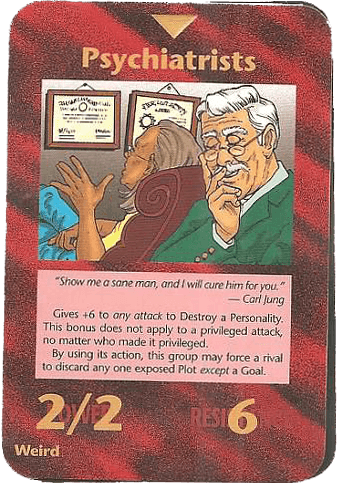 Psychiatrists
"Show me a sane man, and I will cure him for you."
— Carl Jung
Gives +6 to any attack to Destroy a Personality.
This bonus does not apply to a privileged attack,
no matter who made it privileged.
By using its action, this group may force a rival
to discard any one exposed Plot except a Goal.
2/2 6
Weird